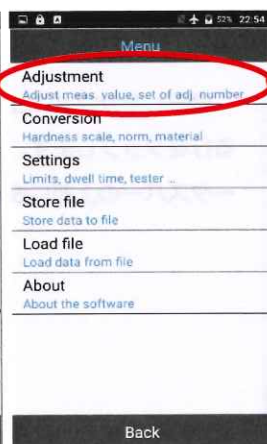 52% 22:54
Menu
Adjustment
Adjust meas. value, set of adj. number
Conversion
Hardness scale, norm, material
Settings
Limits, dwell time, tester ..
Store file
Store data to file
Load file
Load data from file
About
About the software
Back